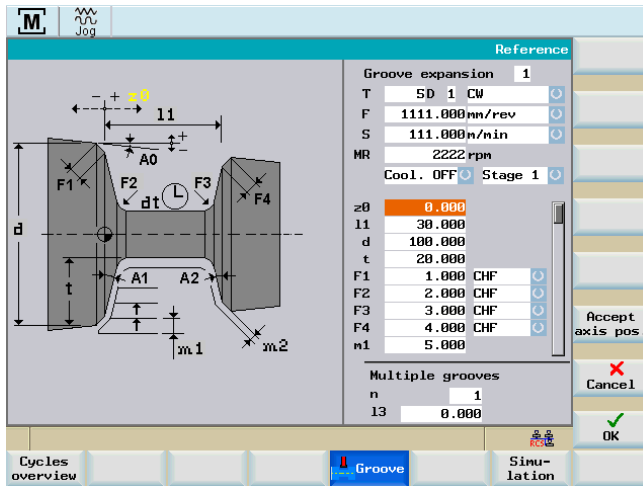 M
Jog
Reference
- + z0
l1
- +
A0
F1 F2 F3 F4
dt
d
t
A1 A2
m1 m2
Groove expansion 1
T 5 D 1 CW
F 1111.000 mm/rev
S 111.000 m/min
MR 2222 rpm
Cool. OFF Stage 1
z0 0.000
l1 30.000
d 100.000
t 20.000
F1 1.000 CHF
F2 2.000 CHF
F3 3.000 CHF
F4 4.000 CHF
m1 5.000
Multiple grooves
n 1
l3 0.000
Accept
axis pos
Cancel
OK
RCS
Cycles
overview
Groove
Simu-
lation